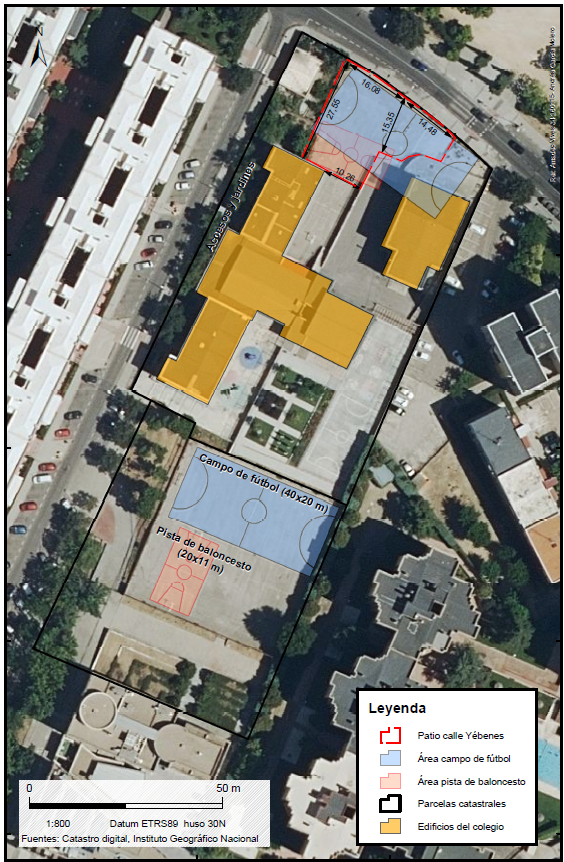 N
16,08
27,55
15,35
14,48
10,26
Accesos y jardines
Campo de fútbol (40x20 m)
Pista de baloncesto
(20x11 m)
Leyenda
Patio calle Yébenes
Área campo de fútbol
Área pista de baloncesto
Parcelas catastrales
Edificios del colegio
0 50 m
1:800 Datum ETRS89 huso 30N
Fuentes: Catastro digital, Instituto Geográfico Nacional